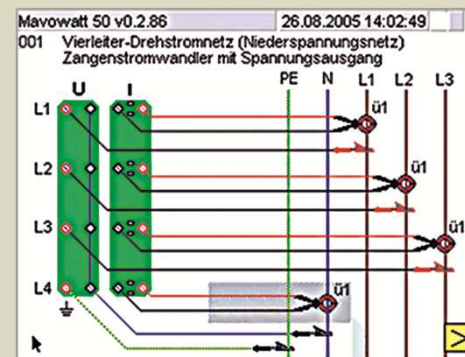 Mavowatt 50 v0.2.86 26.08.2005 14:02:49
001 Vierleiter-Drehstromnetz (Niederspannungsnetz)
Zangenstromwandler mit Spannungsausgang
PE N L1 L2 L3
U I
L1 ü1
L2 ü1
L3 ü1
L4 ü1